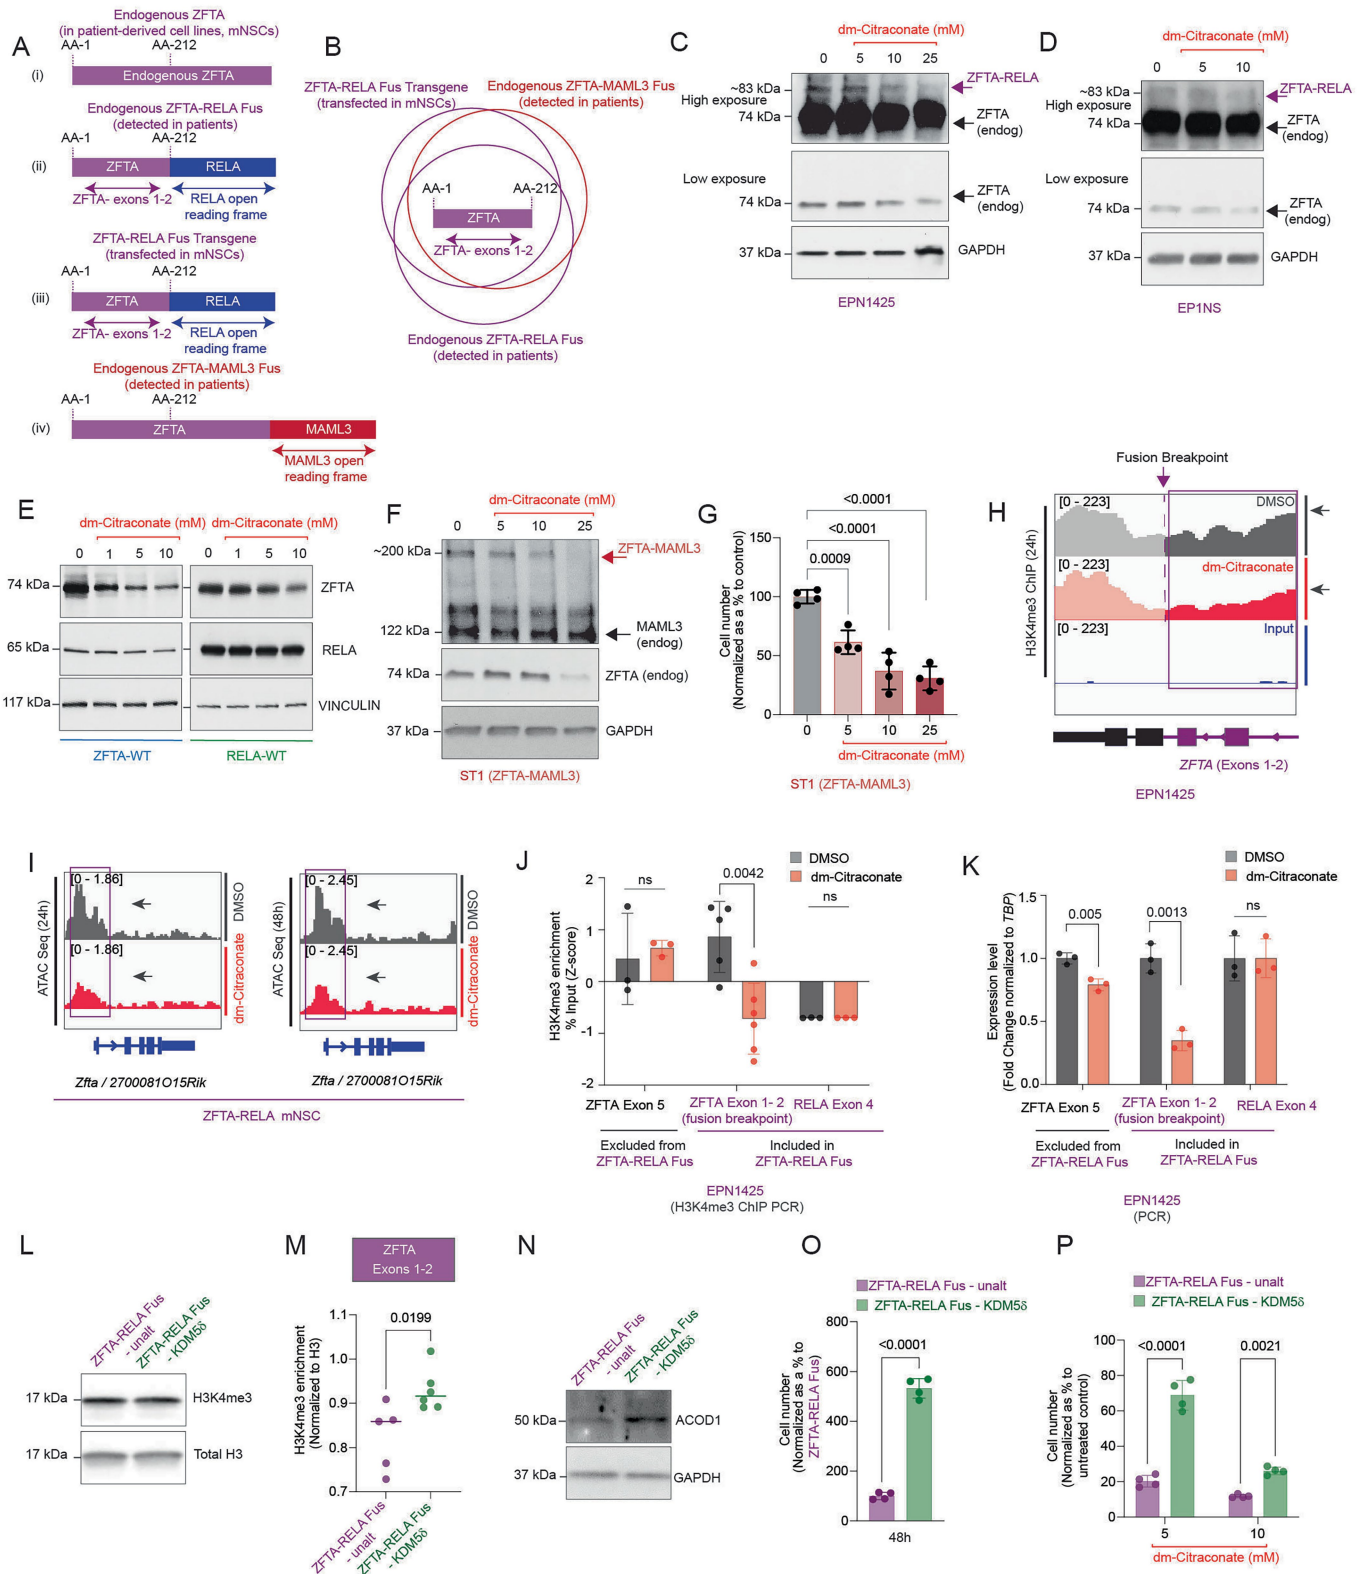 A
Endogenous ZFTA
(in patient-derived cell lines, mNSCs)
AA-1
AA-212
(i)
Endogenous ZFTA
Endogenous ZFTA-RELA Fus
(detected in patients)
AA-1
AA-212
(ii)
ZFTA
RELA
ZFTA- exons 1-2
RELA open
reading frame
ZFTA-RELA Fus Transgene
(transfected in mNSCs)
AA-1
AA-212
(iii)
ZFTA
RELA
ZFTA- exons 1-2
RELA open
reading frame
Endogenous ZFTA-MAML3 Fus
(detected in patients)
AA-1
AA-212
(iv)
ZFTA
MAML3
MAML3 open
reading frame
B
ZFTA-RELA Fus Transgene
(transfected in mNSCs)
Endogenous ZFTA-MAML3 Fus
(detected in patients)
AA-1
AA-212
ZFTA
ZFTA- exons 1-2
Endogenous ZFTA-RELA Fus
(detected in patients)
C
dm-Citraconate (mM)
0 5 10 25
~83 kDa
High exposure
74 kDa
ZFTA-RELA
ZFTA
(endog)
Low exposure
74 kDa
ZFTA
(endog)
37 kDa
GAPDH
EPN1425
D
dm-Citraconate (mM)
0 5 10
~83 kDa
High exposure
74 kDa
ZFTA-RELA
ZFTA
(endog)
Low exposure
74 kDa
ZFTA
(endog)
37 kDa
GAPDH
EP1NS
E
dm-Citraconate (mM)
dm-Citraconate (mM)
0 1 5 10
0 1 5 10
74 kDa
ZFTA
65 kDa
RELA
117 kDa
VINCULIN
ZFTA-WT
RELA-WT
F
dm-Citraconate (mM)
0 5 10 25
~200 kDa
ZFTA-MAML3
122 kDa
MAML3
(endog)
74 kDa
ZFTA (endog)
37 kDa
GAPDH
ST1 (ZFTA-MAML3)
G
Cell number
(Normalized as a % to control)
150
100
50
0
<0.0001
<0.0001
0.0009
0 5 10 25
dm-Citraconate (mM)
ST1 (ZFTA-MAML3)
H
Fusion Breakpoint
H3K4me3 ChIP (24h)
[0 - 223]
DMSO
[0 - 223]
dm-Citraconate
[0 - 223]
Input
ZFTA (Exons 1-2)
EPN1425
I
ATAC Seq (24h)
[0 - 1.86]
DMSO
[0 - 1.86]
dm-Citraconate
Zfta / 2700081O15Rik
ATAC Seq (48h)
[0 - 2.45]
DMSO
[0 - 2.45]
dm-Citraconate
Zfta / 2700081O15Rik
ZFTA-RELA mNSC
J
DMSO
dm-Citraconate
H3K4me3 enrichment
% Input (Z-score)
2
1
0
-1
-2
ns
0.0042
ns
ZFTA Exon 5
ZFTA Exon 1- 2
(fusion breakpoint)
RELA Exon 4
Excluded from
ZFTA-RELA Fus
Included in
ZFTA-RELA Fus
EPN1425
(H3K4me3 ChIP PCR)
K
DMSO
dm-Citraconate
Expression level
(Fold Change normalized to TBP)
1.5
1.0
0.5
0.0
0.005
0.0013
ns
ZFTA Exon 5
ZFTA Exon 1- 2
(fusion breakpoint)
RELA Exon 4
Excluded from
ZFTA-RELA Fus
Included in
ZFTA-RELA Fus
EPN1425
(PCR)
L
ZFTA-RELA Fus
- unalt
ZFTA-RELA Fus
- KDM5δ
17 kDa
H3K4me3
17 kDa
Total H3
M
ZFTA
Exons 1-2
H3K4me3 enrichment
(Normalized to H3)
1.1
1.0
0.9
0.8
0.7
0.0199
ZFTA-RELA Fus
- unalt
ZFTA-RELA Fus
- KDM5δ
N
ZFTA-RELA Fus
- unalt
ZFTA-RELA Fus
- KDM5δ
50 kDa
ACOD1
37 kDa
GAPDH
O
ZFTA-RELA Fus - unalt
ZFTA-RELA Fus - KDM5δ
Cell number
(Normalized as a % to
ZFTA-RELA Fus)
800
600
400
200
0
<0.0001
48h
P
ZFTA-RELA Fus - unalt
ZFTA-RELA Fus - KDM5δ
Cell number
(Normalized as % to
untreated control)
100
80
60
40
20
0
<0.0001
0.0021
5 10
dm-Citraconate (mM)